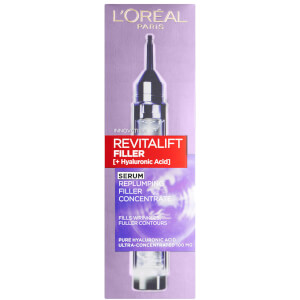 L'ORÉAL
PARIS
REVITALIFT
FILLER
[+ Hyaluronic Acid]
SERUM
REPLUMPING
FILLER
CONCENTRATE
FILLS WRINKLES
FULLER CONTOURS
PURE HYALURONIC ACID
ULTRA-CONCENTRATED